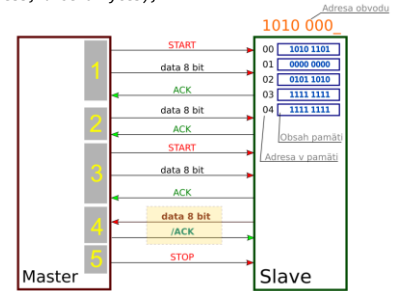 Adresa obvodu
1010 000_
START
1
data 8 bit
ACK
2
data 8 bit
ACK
START
3
data 8 bit
ACK
4
data 8 bit
/ACK
5
STOP
Master
00 1010 1101
01 0000 0000
02 0101 1010
03 1111 1111
04 1111 1111
Obsah pamäti
Adresa v pamäti
Slave